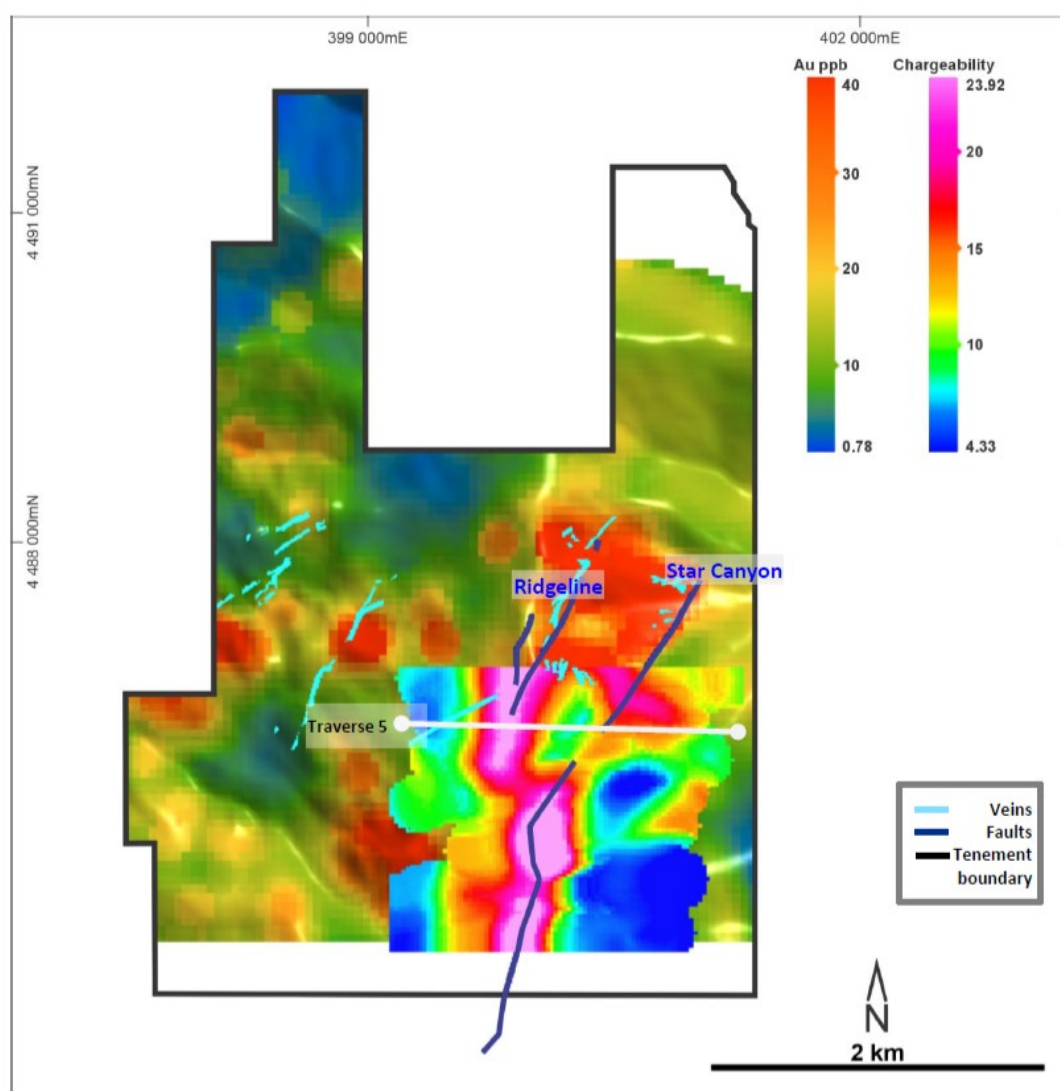 399 000mE
402 000mE
Au ppb
Chargeability
40
23.92
20
30
15
20
10
10
0.78
4.33
4 491 000mN
4 488 000mN
Star Canyon
Ridgeline
Traverse 5
Veins
Faults
Tenement
boundary
N
2 km